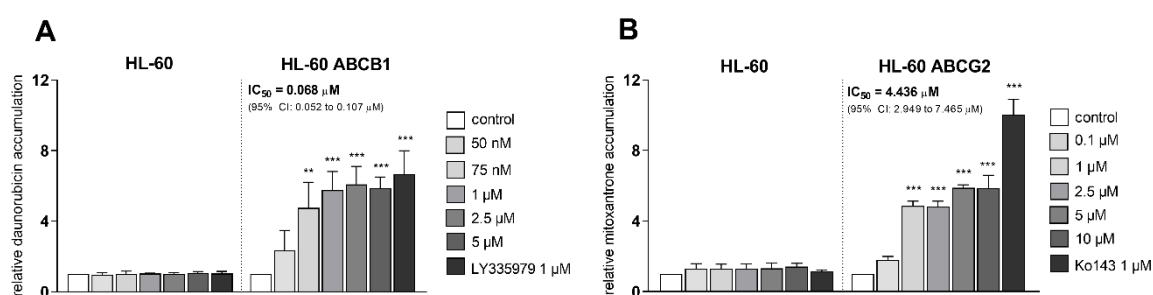 A
HL-60
HL-60 ABCB1
relative daunorubicin accumulation
12
8
4
0
IC50 = 0.068 µM
(95% CI: 0.052 to 0.107 µM)
**
***
***
***
***
control
50 nM
75 nM
1 µM
2.5 µM
5 µM
LY335979 1 µM
B
HL-60
HL-60 ABCG2
relative mitoxantrone accumulation
12
8
4
0
IC50 = 4.436 µM
(95% CI: 2.949 to 7.465 µM)
***
***
***
***
***
control
0.1 µM
1 µM
2.5 µM
5 µM
10 µM
Ko143 1 µM